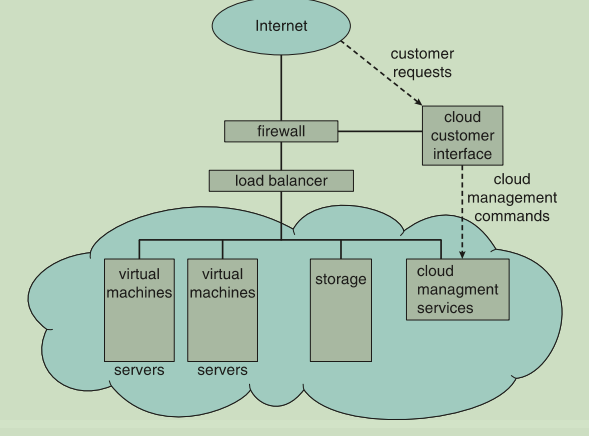 Internet
customer
requests
firewall
cloud
customer
interface
load balancer
cloud
management
commands
virtual
machines
virtual
machines
storage
cloud
managment
services
servers
servers